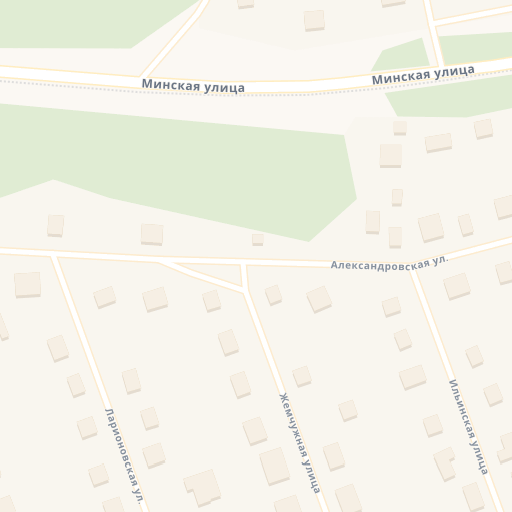 Минская улица
Минская улица
Александровская ул.
Ларионовская ул.
Жемчужная улица
Ильинская улица